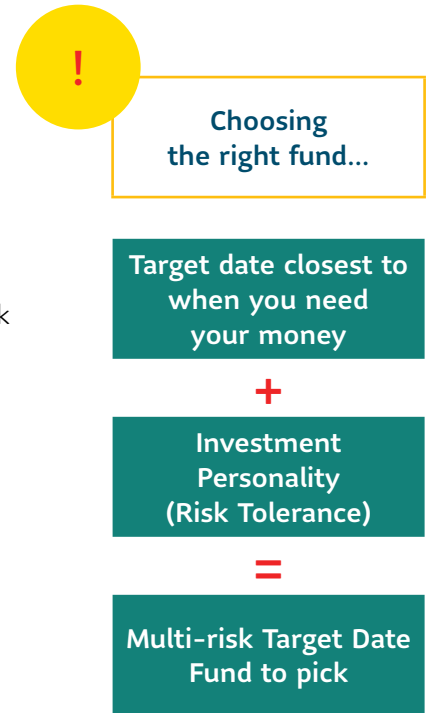 !
Choosing
the right fund...
Target date closest to
when you need
your money
+
Investment
Personality
(Risk Tolerance)
=
Multi-risk Target Date
Fund to pick